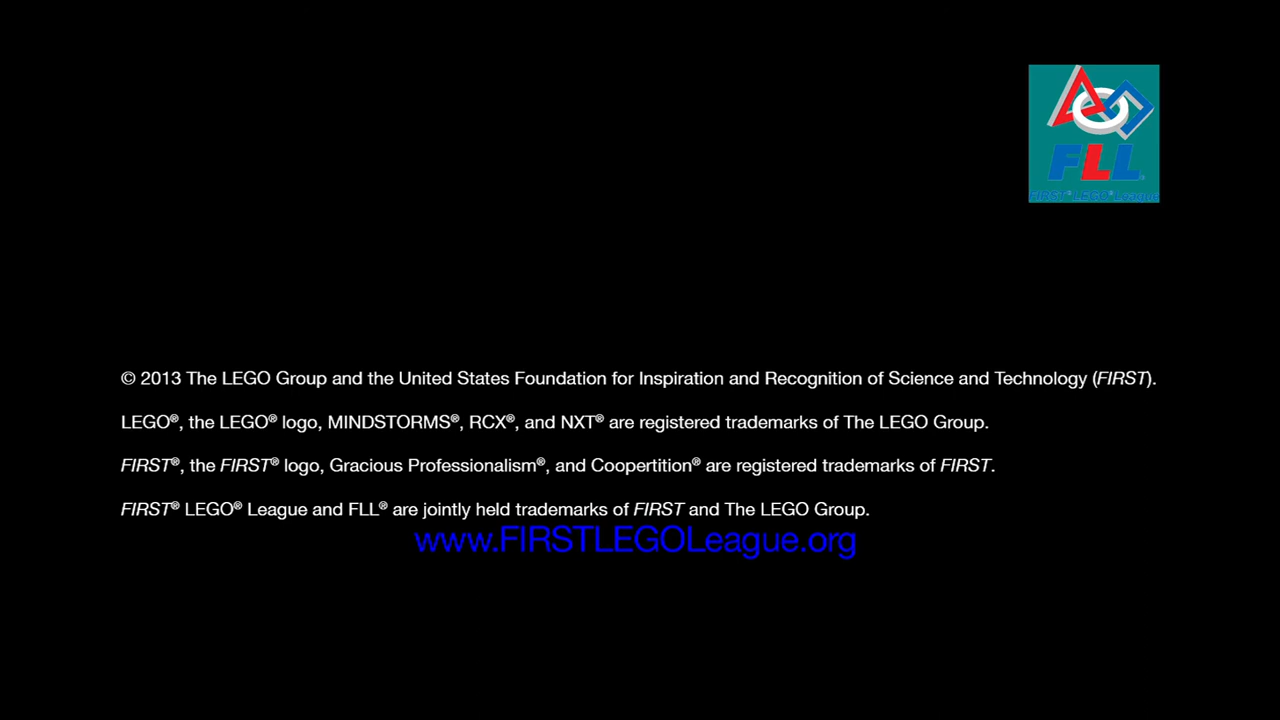 FLL®
FIRST® LEGO® League
© 2013 The LEGO Group and the United States Foundation for Inspiration and Recognition of Science and Technology (FIRST).
LEGO®, the LEGO® logo, MINDSTORMS®, RCX®, and NXT® are registered trademarks of The LEGO Group.
FIRST®, the FIRST® logo, Gracious Professionalism®, and Coopertition® are registered trademarks of FIRST.
FIRST® LEGO® League and FLL® are jointly held trademarks of FIRST and The LEGO Group.
www.FIRSTLEGOLeague.org